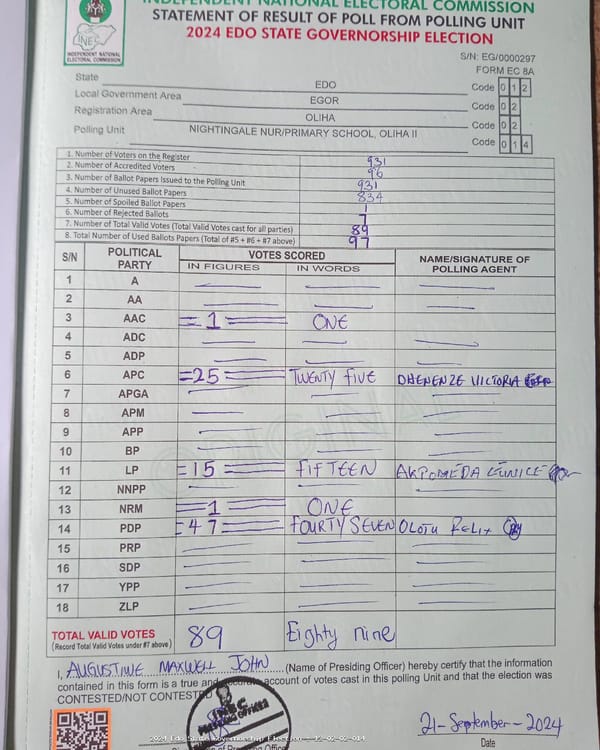 INDEPENDENT NATIONAL ELECTORAL COMMISSION
STATEMENT OF RESULT OF POLL FROM POLLING UNIT
2024 EDO STATE GOVERNORSHIP ELECTION
INEC
INDEPENDENT NATIONAL
ELECTORAL COMMISSION
S/N: EG/0000297
FORM EC 8A
State EDO Code 0 1 2
Local Government Area EGOR Code 0 2
Registration Area OLIHA Code 0 2
Polling Unit NIGHTINGALE NUR/PRIMARY SCHOOL, OLIHA II Code 0 1 4
1. Number of Voters on the Register 931
2. Number of Accredited Voters 96
3. Number of Ballot Papers Issued to the Polling Unit 931
4. Number of Unused Ballot Papers 834
5. Number of Spoiled Ballot Papers 1
6. Number of Rejected Ballots 7
7. Number of Total Valid Votes (Total Valid Votes cast for all parties) 89
8. Total Number of Used Ballots Papers (Total of #5 + #6 + #7 above) 97
S/N POLITICAL PARTY VOTES SCORED NAME/SIGNATURE OF POLLING AGENT
IN FIGURES IN WORDS
1 A
2 AA
3 AAC =1= ONE
4 ADC
5 ADP
6 APC =25= TWENTY FIVE OHENENZE VICTORIA
7 APGA
8 APM
9 APP
10 BP
11 LP =15= FIFTEEN AKPOMEDA EUNICE
12 NNPP
13 NRM =1= ONE
14 PDP =47= FOURTY SEVEN OLOTU FELIX
15 PRP
16 SDP
17 YPP
18 ZLP
TOTAL VALID VOTES 89 Eighty nine
(Record Total Valid Votes under #7 above)
I, AUGUSTINE MAXWELL JOHN (Name of Presiding Officer) hereby certify that the information
contained in this form is a true and account of votes cast in this polling Unit and that the election was
CONTESTED/NOT CONTESTED
21-September-2024
2024 Edo State Governorship Election - 12-02-02-014
Date